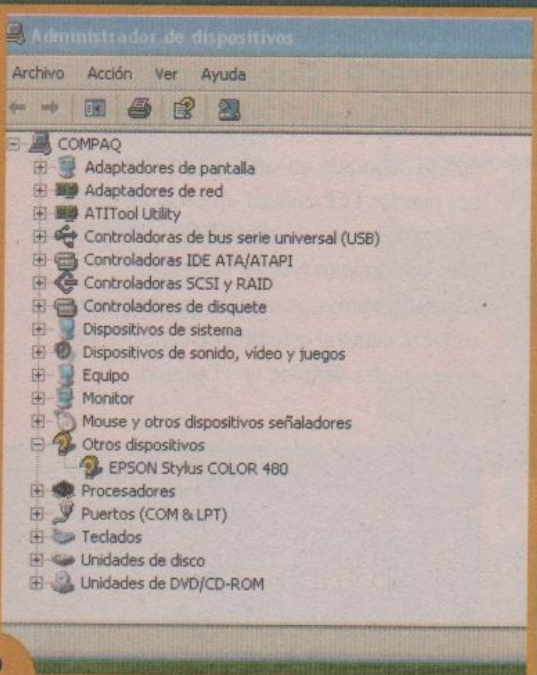 Administrador de dispositivos
Archivo Acción Ver Ayuda
COMPAQ
Adaptadores de pantalla
Adaptadores de red
ATITool Utility
Controladoras de bus serie universal (USB)
Controladoras IDE ATA/ATAPI
Controladoras SCSI y RAID
Controladores de disquete
Dispositivos de sistema
Dispositivos de sonido, vídeo y juegos
Equipo
Monitor
Mouse y otros dispositivos señaladores
Otros dispositivos
EPSON Stylus COLOR 480
Procesadores
Puertos (COM & LPT)
Teclados
Unidades de disco
Unidades de DVD/CD-ROM